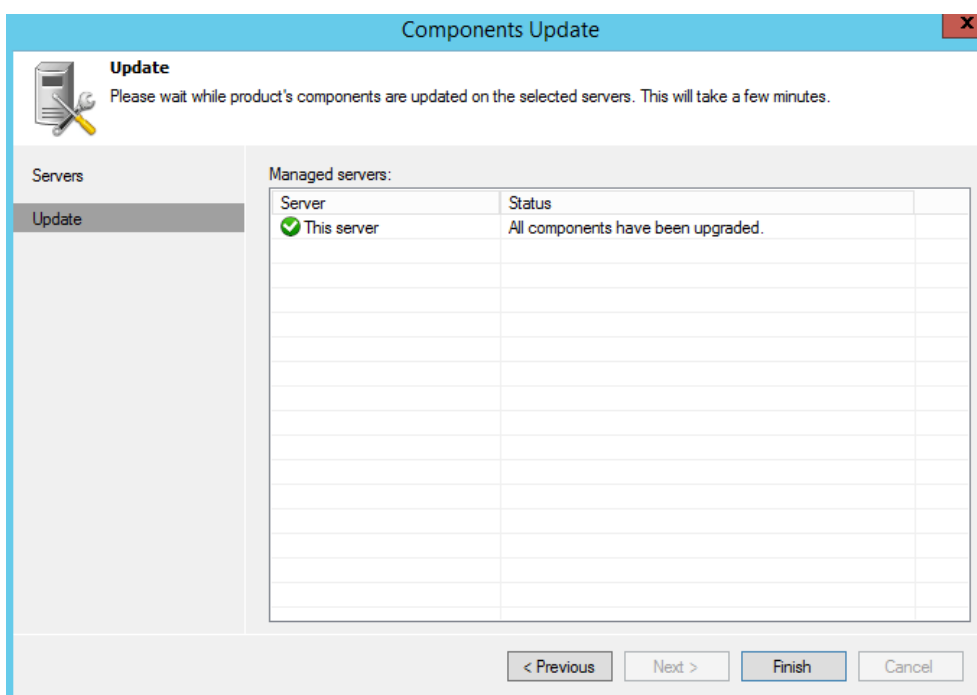 Components Update
x
Update
Please wait while product's components are updated on the selected servers. This will take a few minutes.
Servers
Update
Managed servers:
Server Status
This server All components have been upgraded.
< Previous Next > Finish Cancel